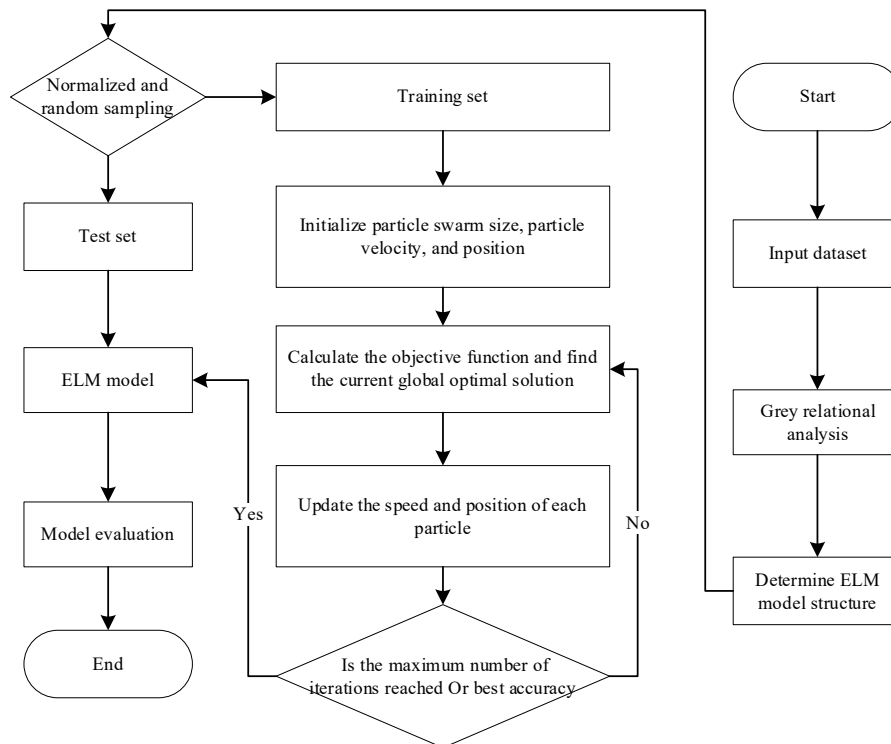 Normalized and
random sampling
Training set
Start
Initialize particle swarm size, particle
velocity, and position
Test set
Input dataset
Calculate the objective function and find
the current global optimal solution
ELM model
Grey relational
analysis
Update the speed and position of each
particle
Yes
No
Model evaluation
Determine ELM
model structure
End
Is the maximum number of
iterations reached Or best accuracy